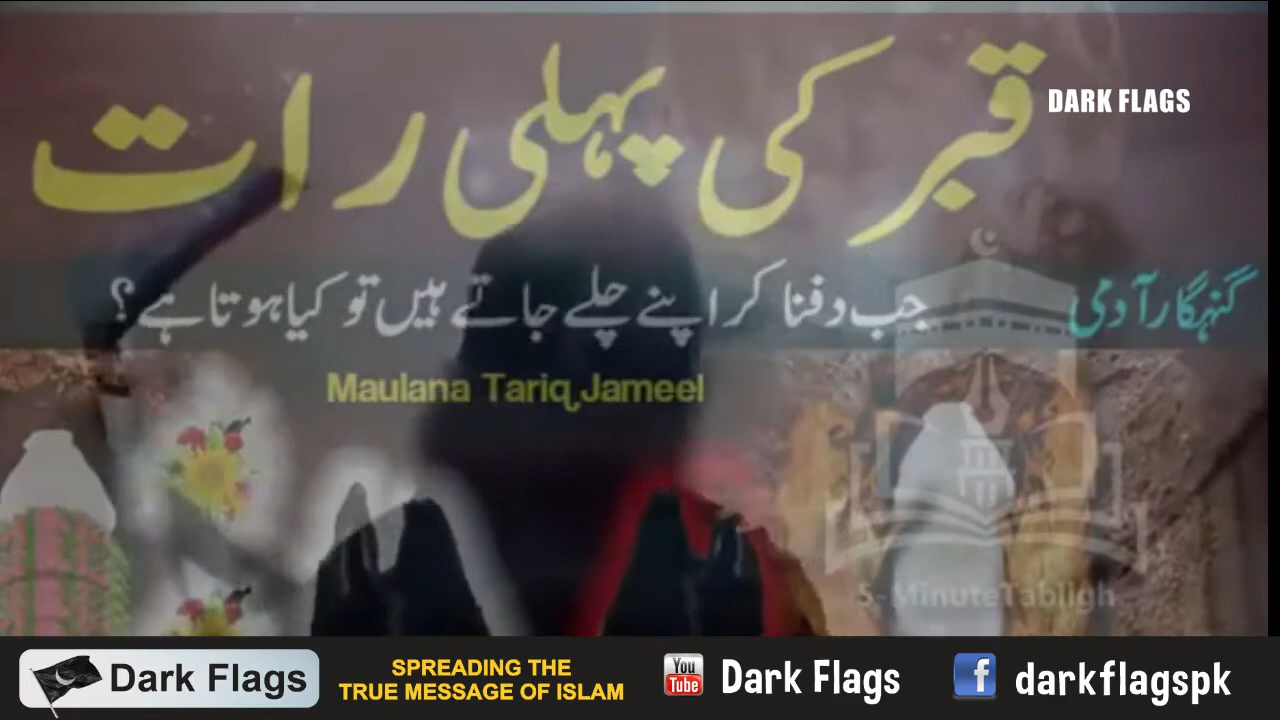 قبر کی پہلی رات
DARK FLAGS
گنہگار آدمی
جب دفنا کر اپنے چلے جاتے ہیں تو کیا ہوتا ہے؟
Maulana Tariq Jameel
5-MinuteTabligh
Dark Flags
SPREADING THE
TRUE MESSAGE OF ISLAM
You
Tube
Dark Flags
f
darkflagspk